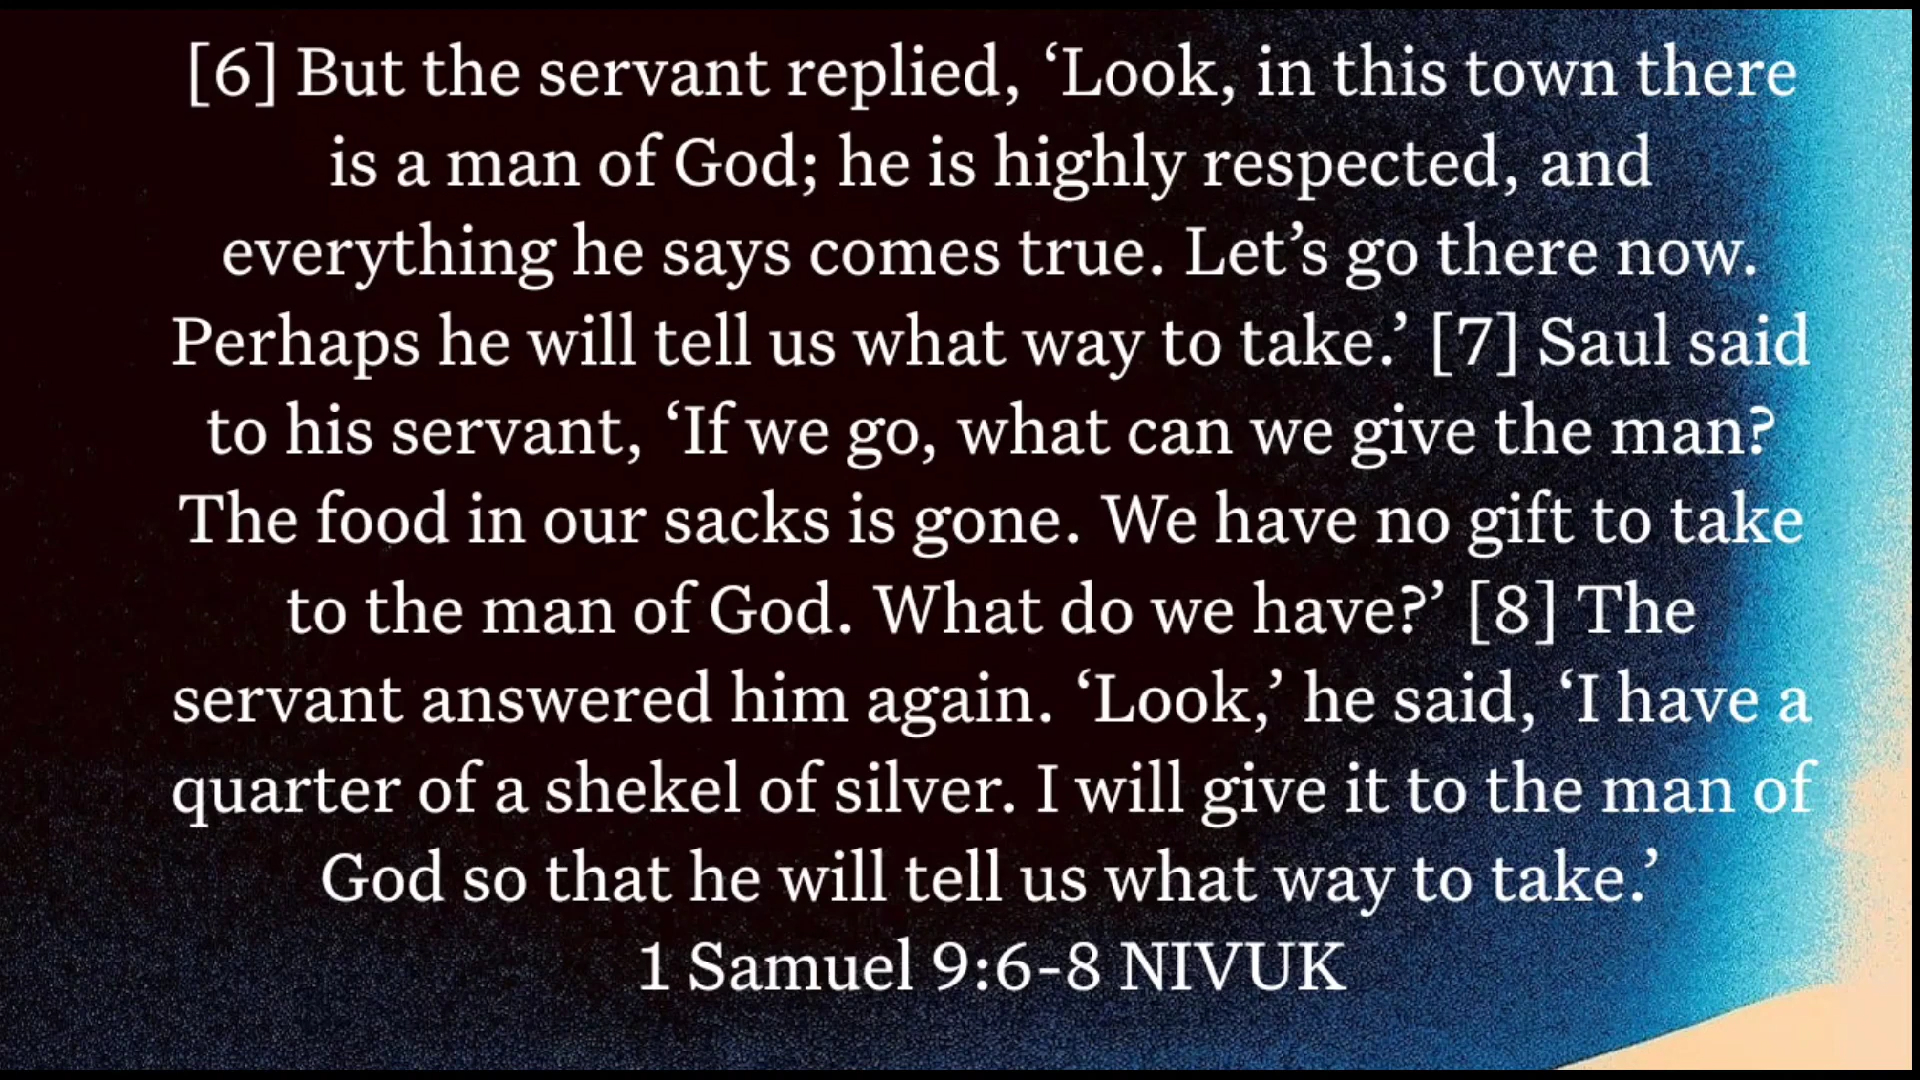 [6] But the servant replied, ‘Look, in this town there
is a man of God; he is highly respected, and
everything he says comes true. Let’s go there now.
Perhaps he will tell us what way to take.’ [7] Saul said
to his servant, ‘If we go, what can we give the man?
The food in our sacks is gone. We have no gift to take
to the man of God. What do we have?’ [8] The
servant answered him again. ‘Look,’ he said, ‘I have a
quarter of a shekel of silver. I will give it to the man of
God so that he will tell us what way to take.’
1 Samuel 9:6-8 NIVUK